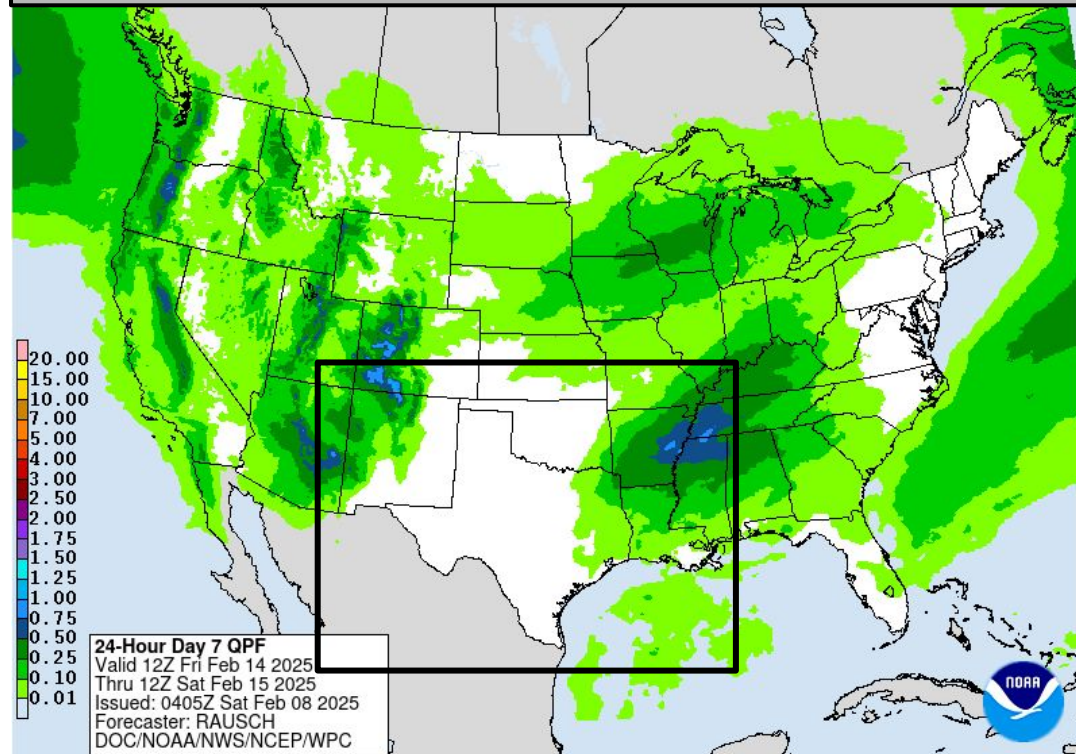 20.00
15.00
10.00
7.00
5.00
4.00
3.00
2.50
2.00
1.75
1.50
1.25
1.00
0.75
0.50
0.25
0.10
0.01
24-Hour Day 7 QPF
Valid 12Z Fri Feb 14 2025
Thru 12Z Sat Feb 15 2025
Issued: 0405Z Sat Feb 08 2025
Forecaster: RAUSCH
DOC/NOAA/NWS/NCEP/WPC
NOAA